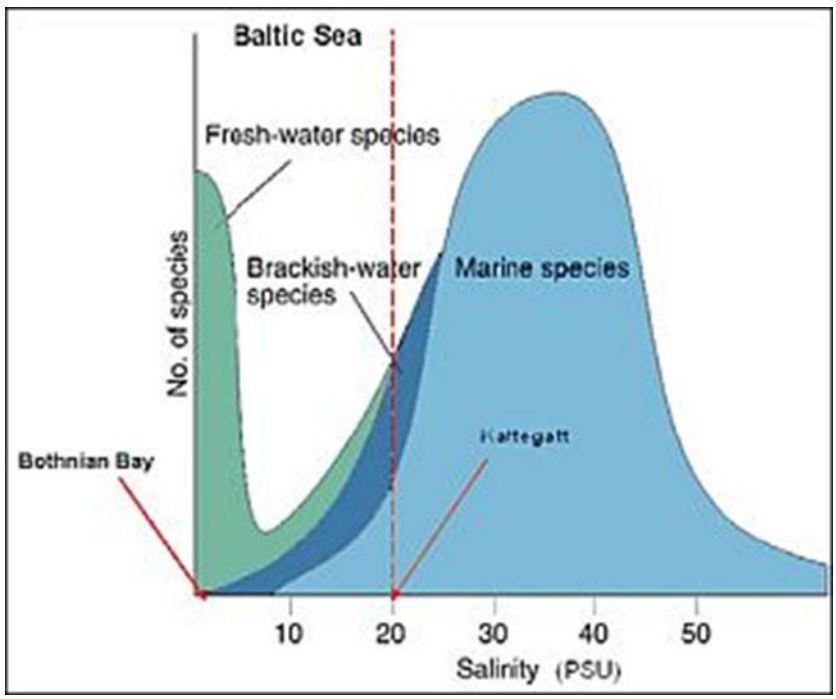 Baltic Sea
Fresh-water species
Brackish-water
species
Marine species
No. of species
Kattegatt
Bothnian Bay
10 20 30 40 50
Salinity (PSU)